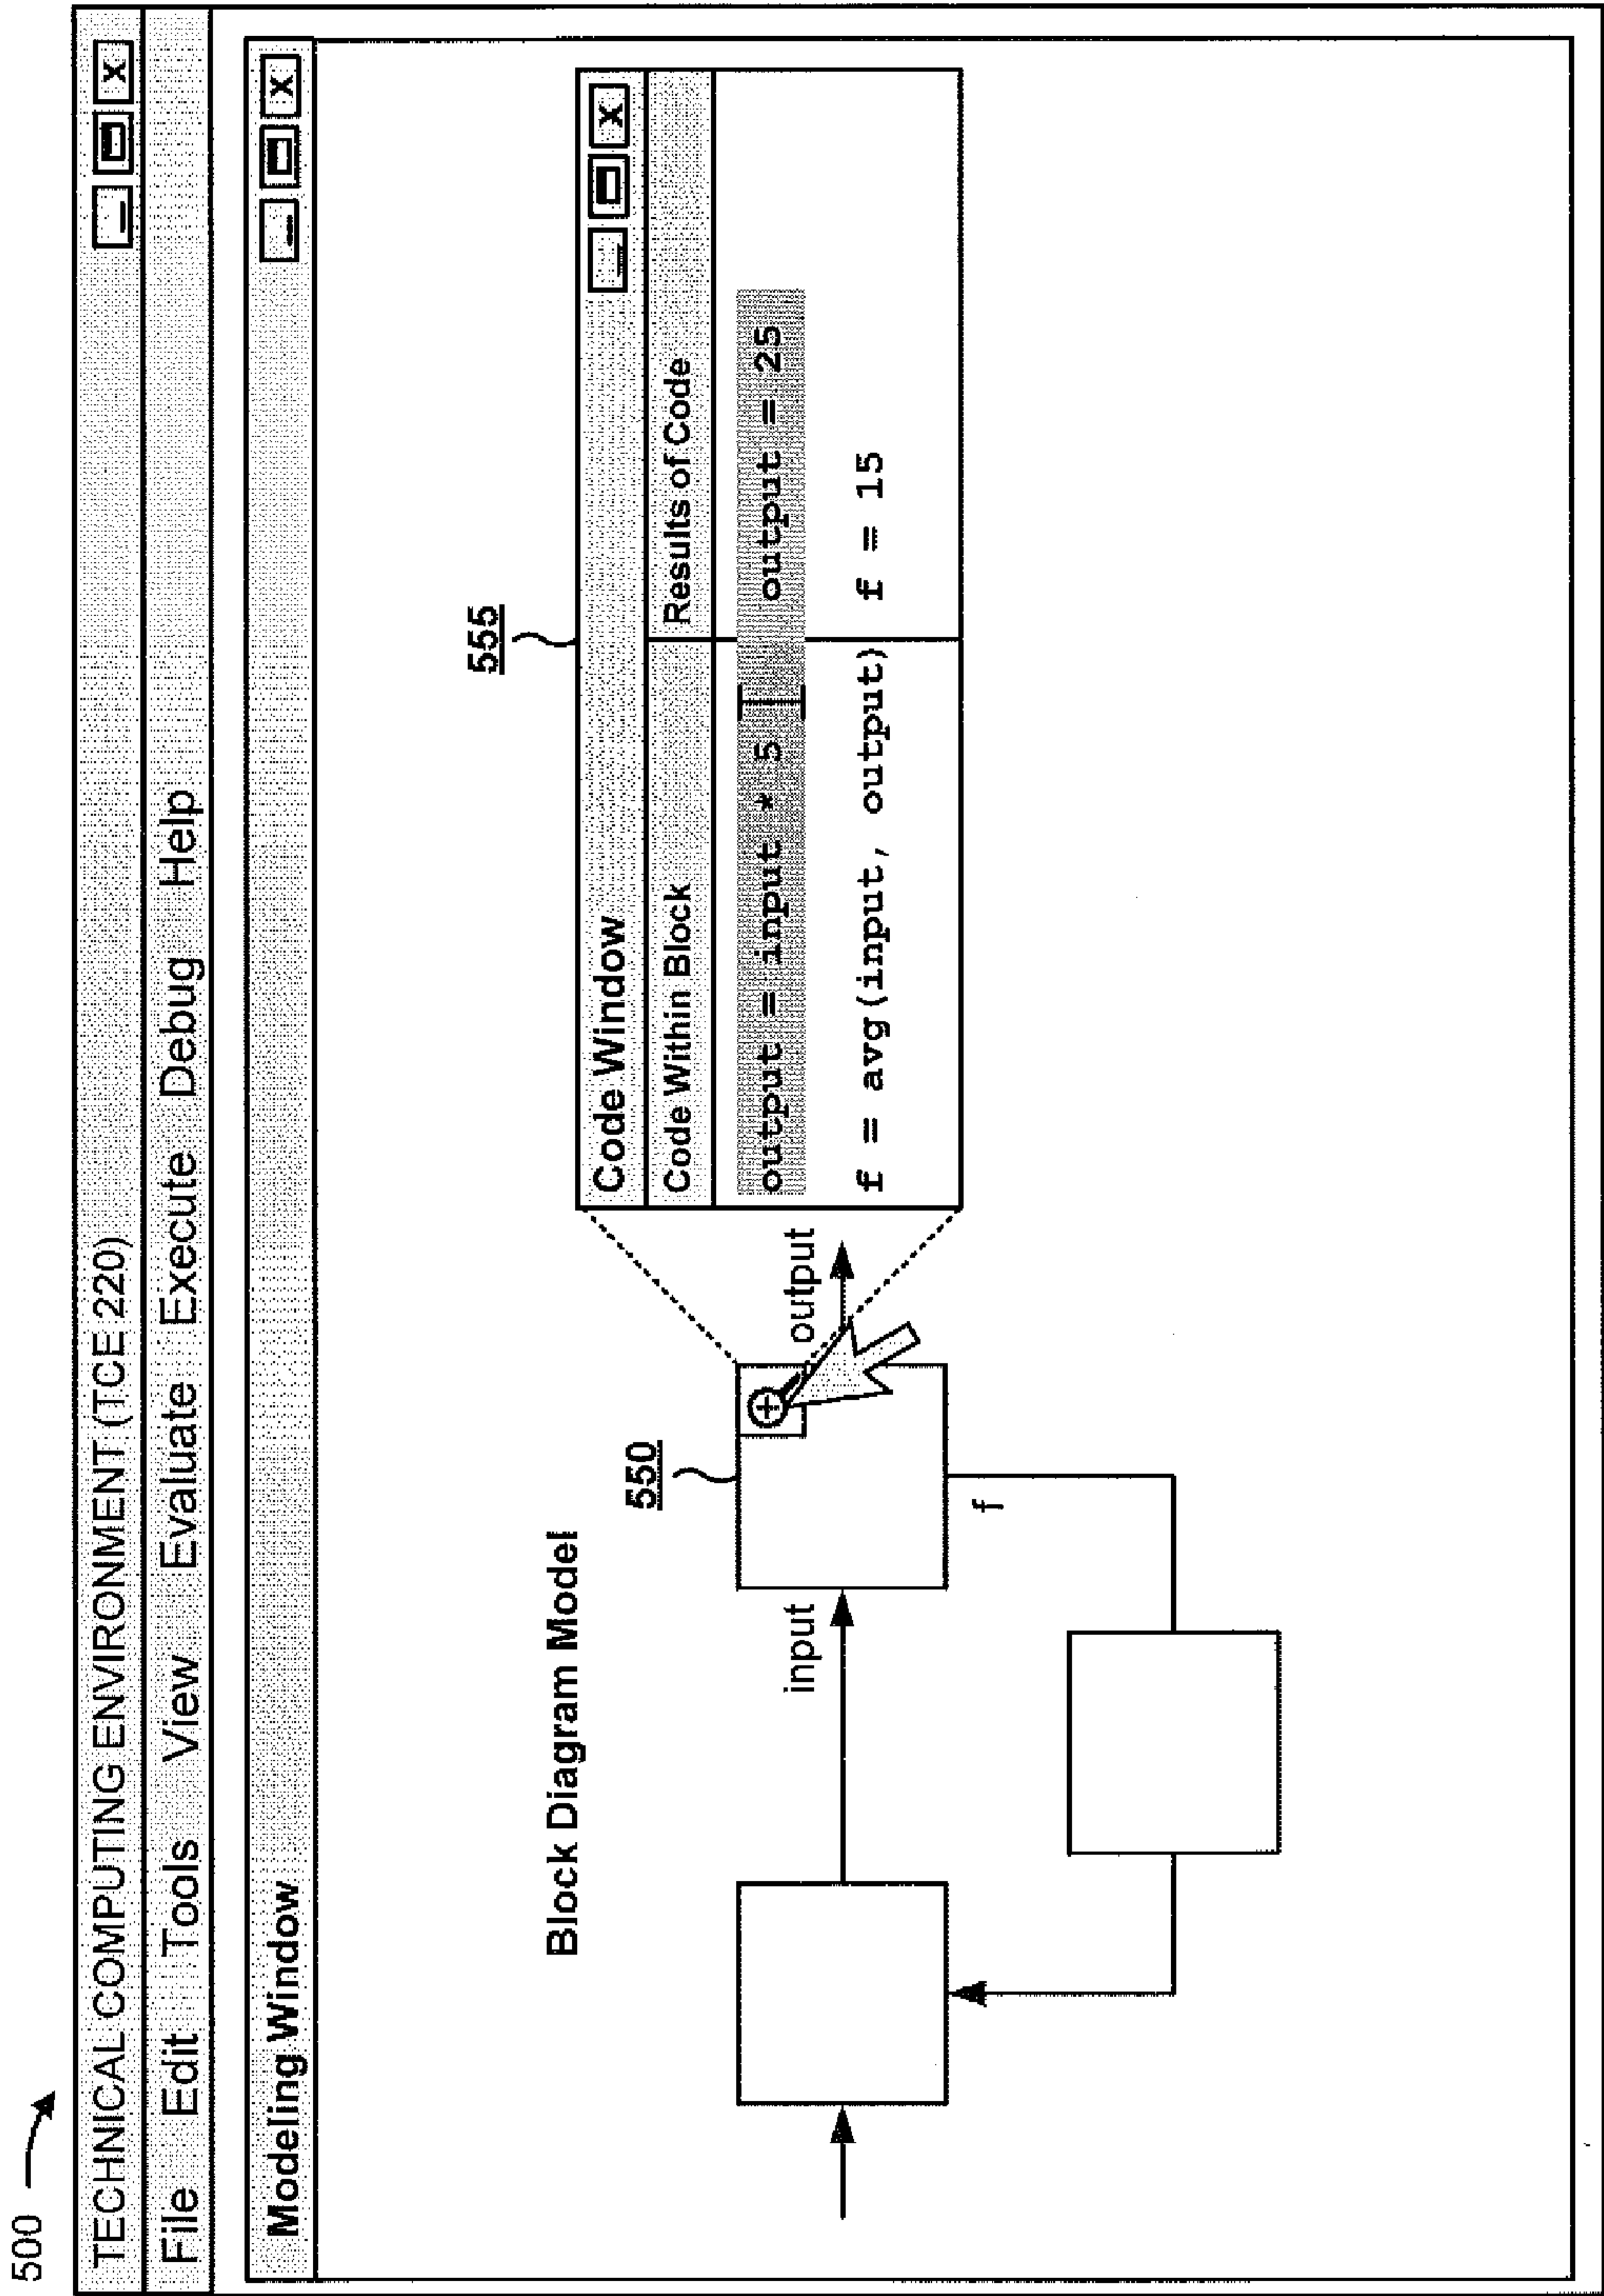 500
TECHNICAL COMPUTING ENVIRONMENT (TCE 220)
File Edit Tools View Evaluate Execute Debug Help
Modeling Window
555
Code Window
Code Within Block Results of Code
output = input * 5 output = 25
f = avg(input, output) f = 15
Block Diagram Model
550
input
output
f